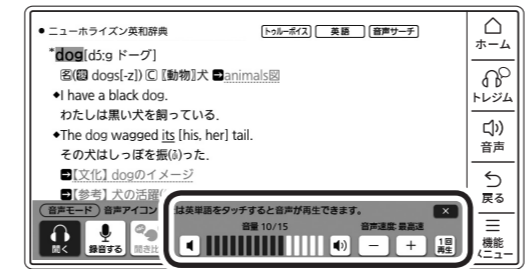 ● ニューホライズン英和辞典
トゥルーボイス 英語 音声サーチ
*dog[dɔ́ːg ドーグ]
名(複 dogs[-z]) C 〖動物〗犬 ➡animals図
◆I have a black dog.
わたしは黒い犬を飼っている.
◆The dog wagged its [his, her] tail.
その犬はしっぽを振(ふ)った.
➡【文化】dogのイメージ
➡【参考】犬の活躍(
音声モード 音声アイコン
は英単語をタッチすると音声が再生できます。
×
聞く
録音する
聞き比
音量 10/15
音声速度:最高速
− +
1回再生
ホーム
トレジム
音声
戻る
機能
メニュー